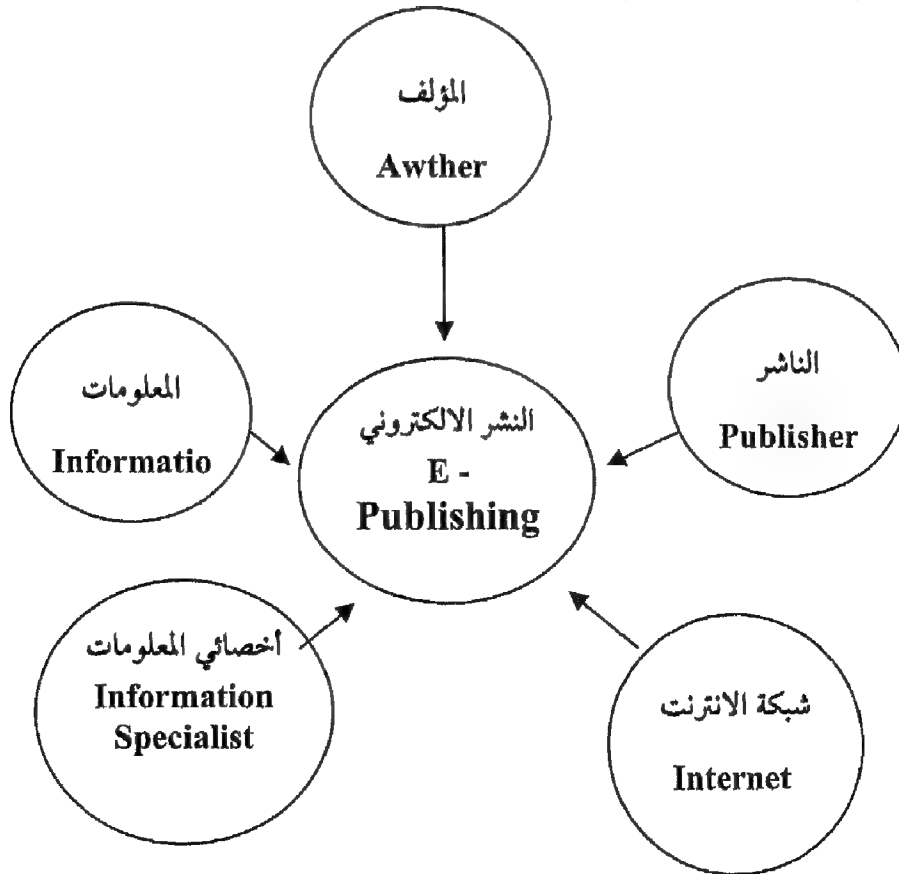 المؤلف
Awther
المعلومات
Informatio
الناشر
Publisher
النشر الالكتروني
E -
Publishing
أخصائي المعلومات
Information
Specialist
شبكة الانترنت
Internet